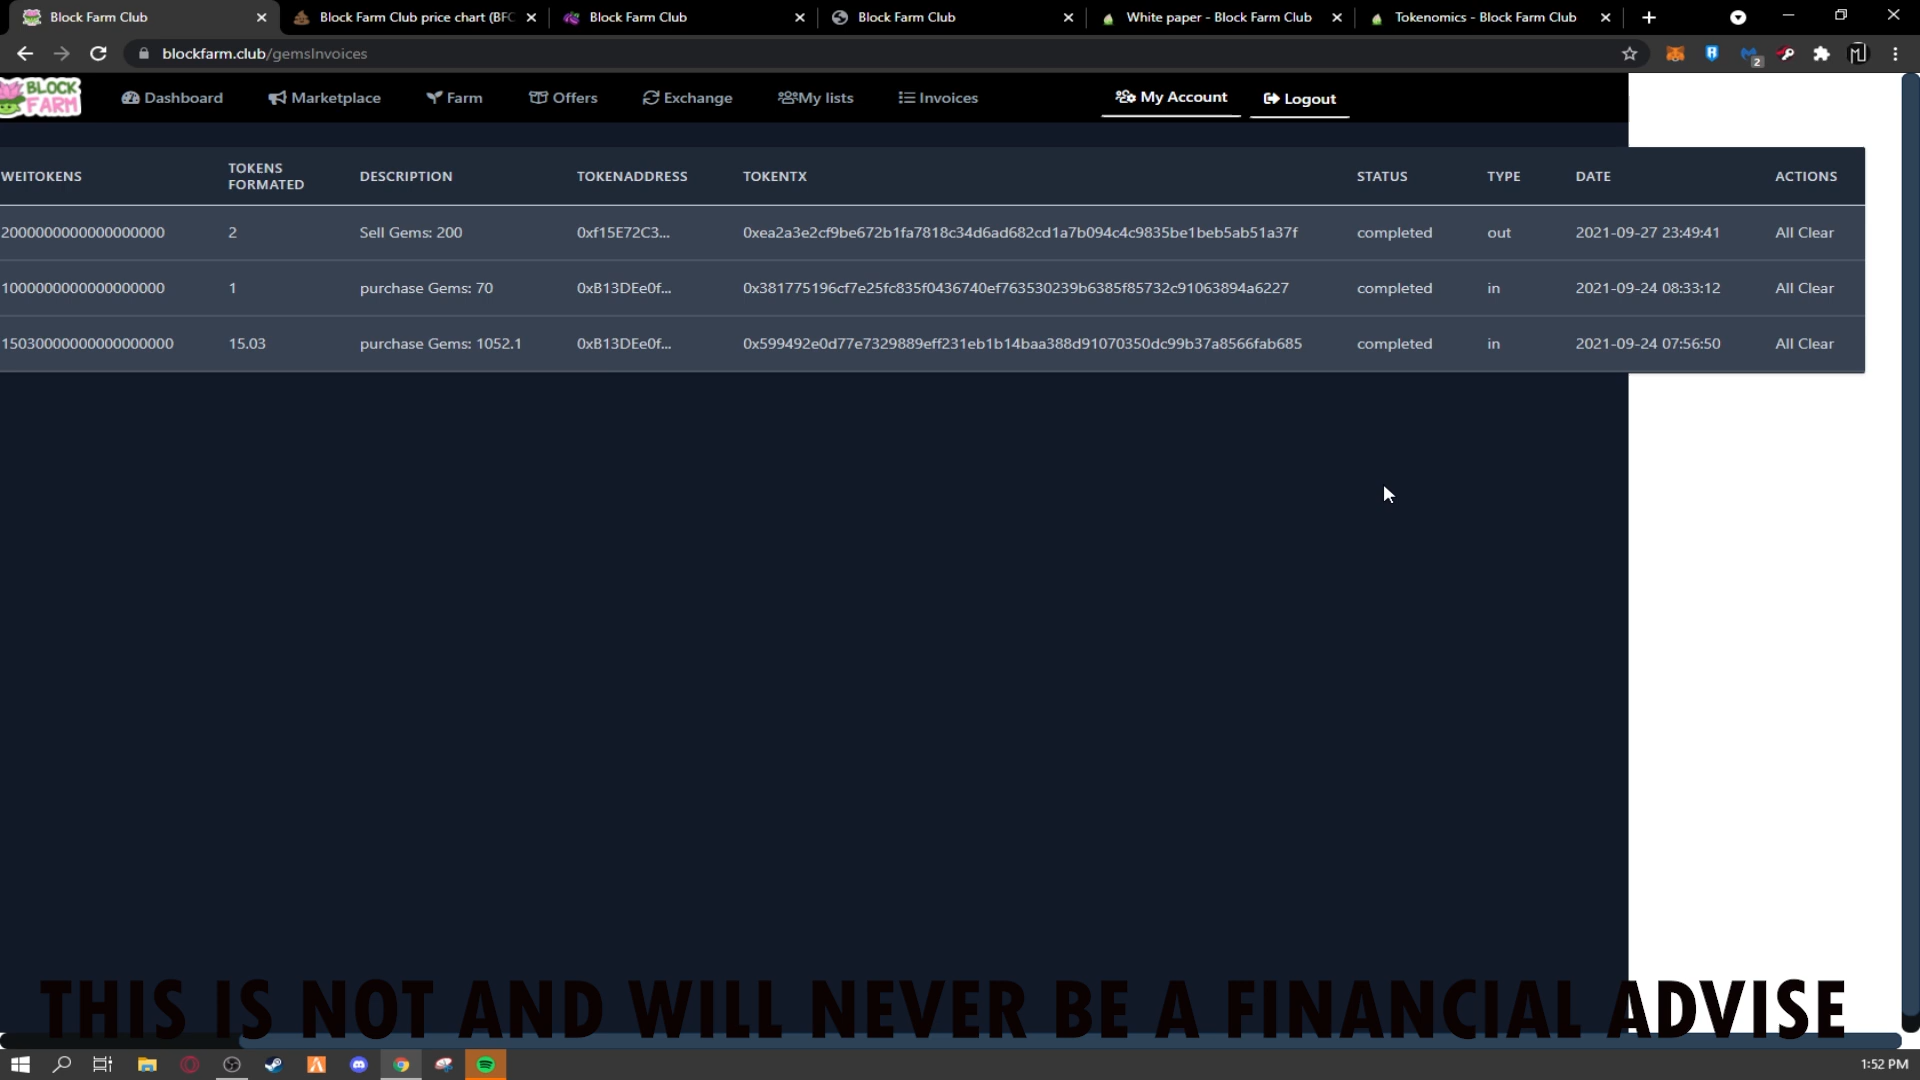 Block Farm Club
Block Farm Club price chart (BFC
Block Farm Club
Block Farm Club
White paper - Block Farm Club
Tokenomics - Block Farm Club
blockfarm.club/gemsInvoices
2
BLOCK
FARM
Dashboard
Marketplace
Farm
Offers
Exchange
My lists
Invoices
My Account
Logout
WEITOKENS TOKENS FORMATED DESCRIPTION TOKENADDRESS TOKENTX STATUS TYPE DATE ACTIONS
2000000000000000000 2 Sell Gems: 200 0xf15E72C3... 0xea2a3e2cf9be672b1fa7818c34d6ad682cd1a7b094c4c9835be1beb5ab51a37f completed out 2021-09-27 23:49:41 All Clear
1000000000000000000 1 purchase Gems: 70 0xB13DEe0f... 0x381775196cf7e25fc835f0436740ef763530239b6385f85732c91063894a6227 completed in 2021-09-24 08:33:12 All Clear
15030000000000000000 15.03 purchase Gems: 1052.1 0xB13DEe0f... 0x599492e0d77e7329889eff231eb1b14baa388d91070350dc99b37a8566fab685 completed in 2021-09-24 07:56:50 All Clear
THIS IS NOT AND WILL NEVER BE A FINANCIAL ADVISE
1:52 PM